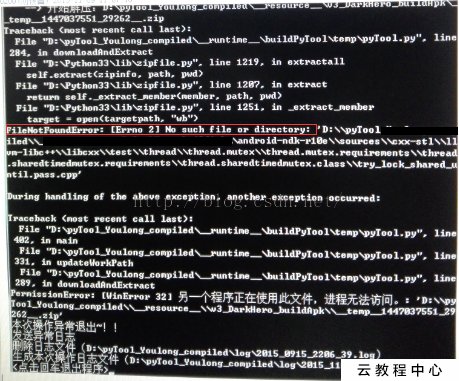 ==> 开始解压: D:\pyTool_Youlong_compiled\__resource__\w3_DarkHero_buildApk\
__temp__1447037551_29262__.zip
Traceback (most recent call last):
File "D:\pyTool_Youlong_compiled\__runtime__\buildPyTool\temp\pyTool.py", line
284, in downloadAndExtract
File "D:\Python33\lib\zipfile.py", line 1219, in extractall
self.extract(zipinfo, path, pwd)
File "D:\Python33\lib\zipfile.py", line 1207, in extract
return self._extract_member(member, path, pwd)
File "D:\Python33\lib\zipfile.py", line 1251, in _extract_member
target = open(targetpath, "wb")
FileNotFoundError: [Errno 2] No such file or directory: 'D:\\pyTool
iled\\
\android-ndk-r10e\\sources\\cxx-stl\\ll
vm-libc++\\libcxx\\test\\thread\\thread.mutex\\thread.mutex.requirements\\thread
.sharedtimedmutex.requirements\\thread.sharedtimedmutex.class\\try_lock_shared_u
ntil.pass.cpp'
http://blog.csdn.net/
During handling of the above exception, another exception occurred:
Traceback (most recent call last):
File "D:\pyTool_Youlong_compiled\__runtime__\buildPyTool\temp\pyTool.py", line
402, in main
File "D:\pyTool_Youlong_compiled\__runtime__\buildPyTool\temp\pyTool.py", line
331, in updateWorkPath
File "D:\pyTool_Youlong_compiled\__runtime__\buildPyTool\temp\pyTool.py", line
289, in downloadAndExtract
PermissionError: [WinError 32] 另一个程序正在使用此文件，进程无法访问。: 'D:\\py
Tool_Youlong_compiled\\__resource__\\w3_DarkHero_buildApk\\__temp__1447037551_29
262__.zip'
本次操作异常退出~！！
生成异常日志
删除日志文件（D:\pyTool_Youlong_compiled\log\2015_0915_2206_39.log）
生成本次操作日志文件（D:\pyTool_Youlong_compiled\log\2015_11
<点击回车退出程序>
云教程中心